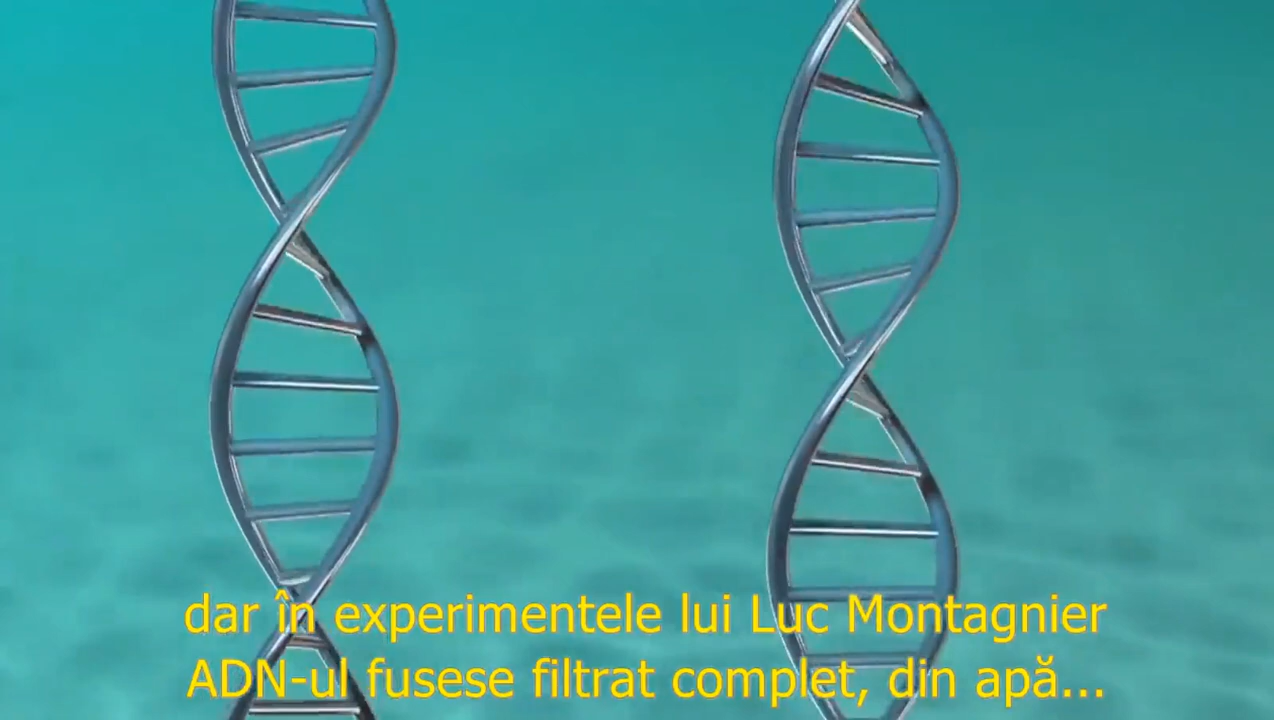 dar în experimentele lui Luc Montagnier
ADN-ul fusese filtrat complet, din apă...